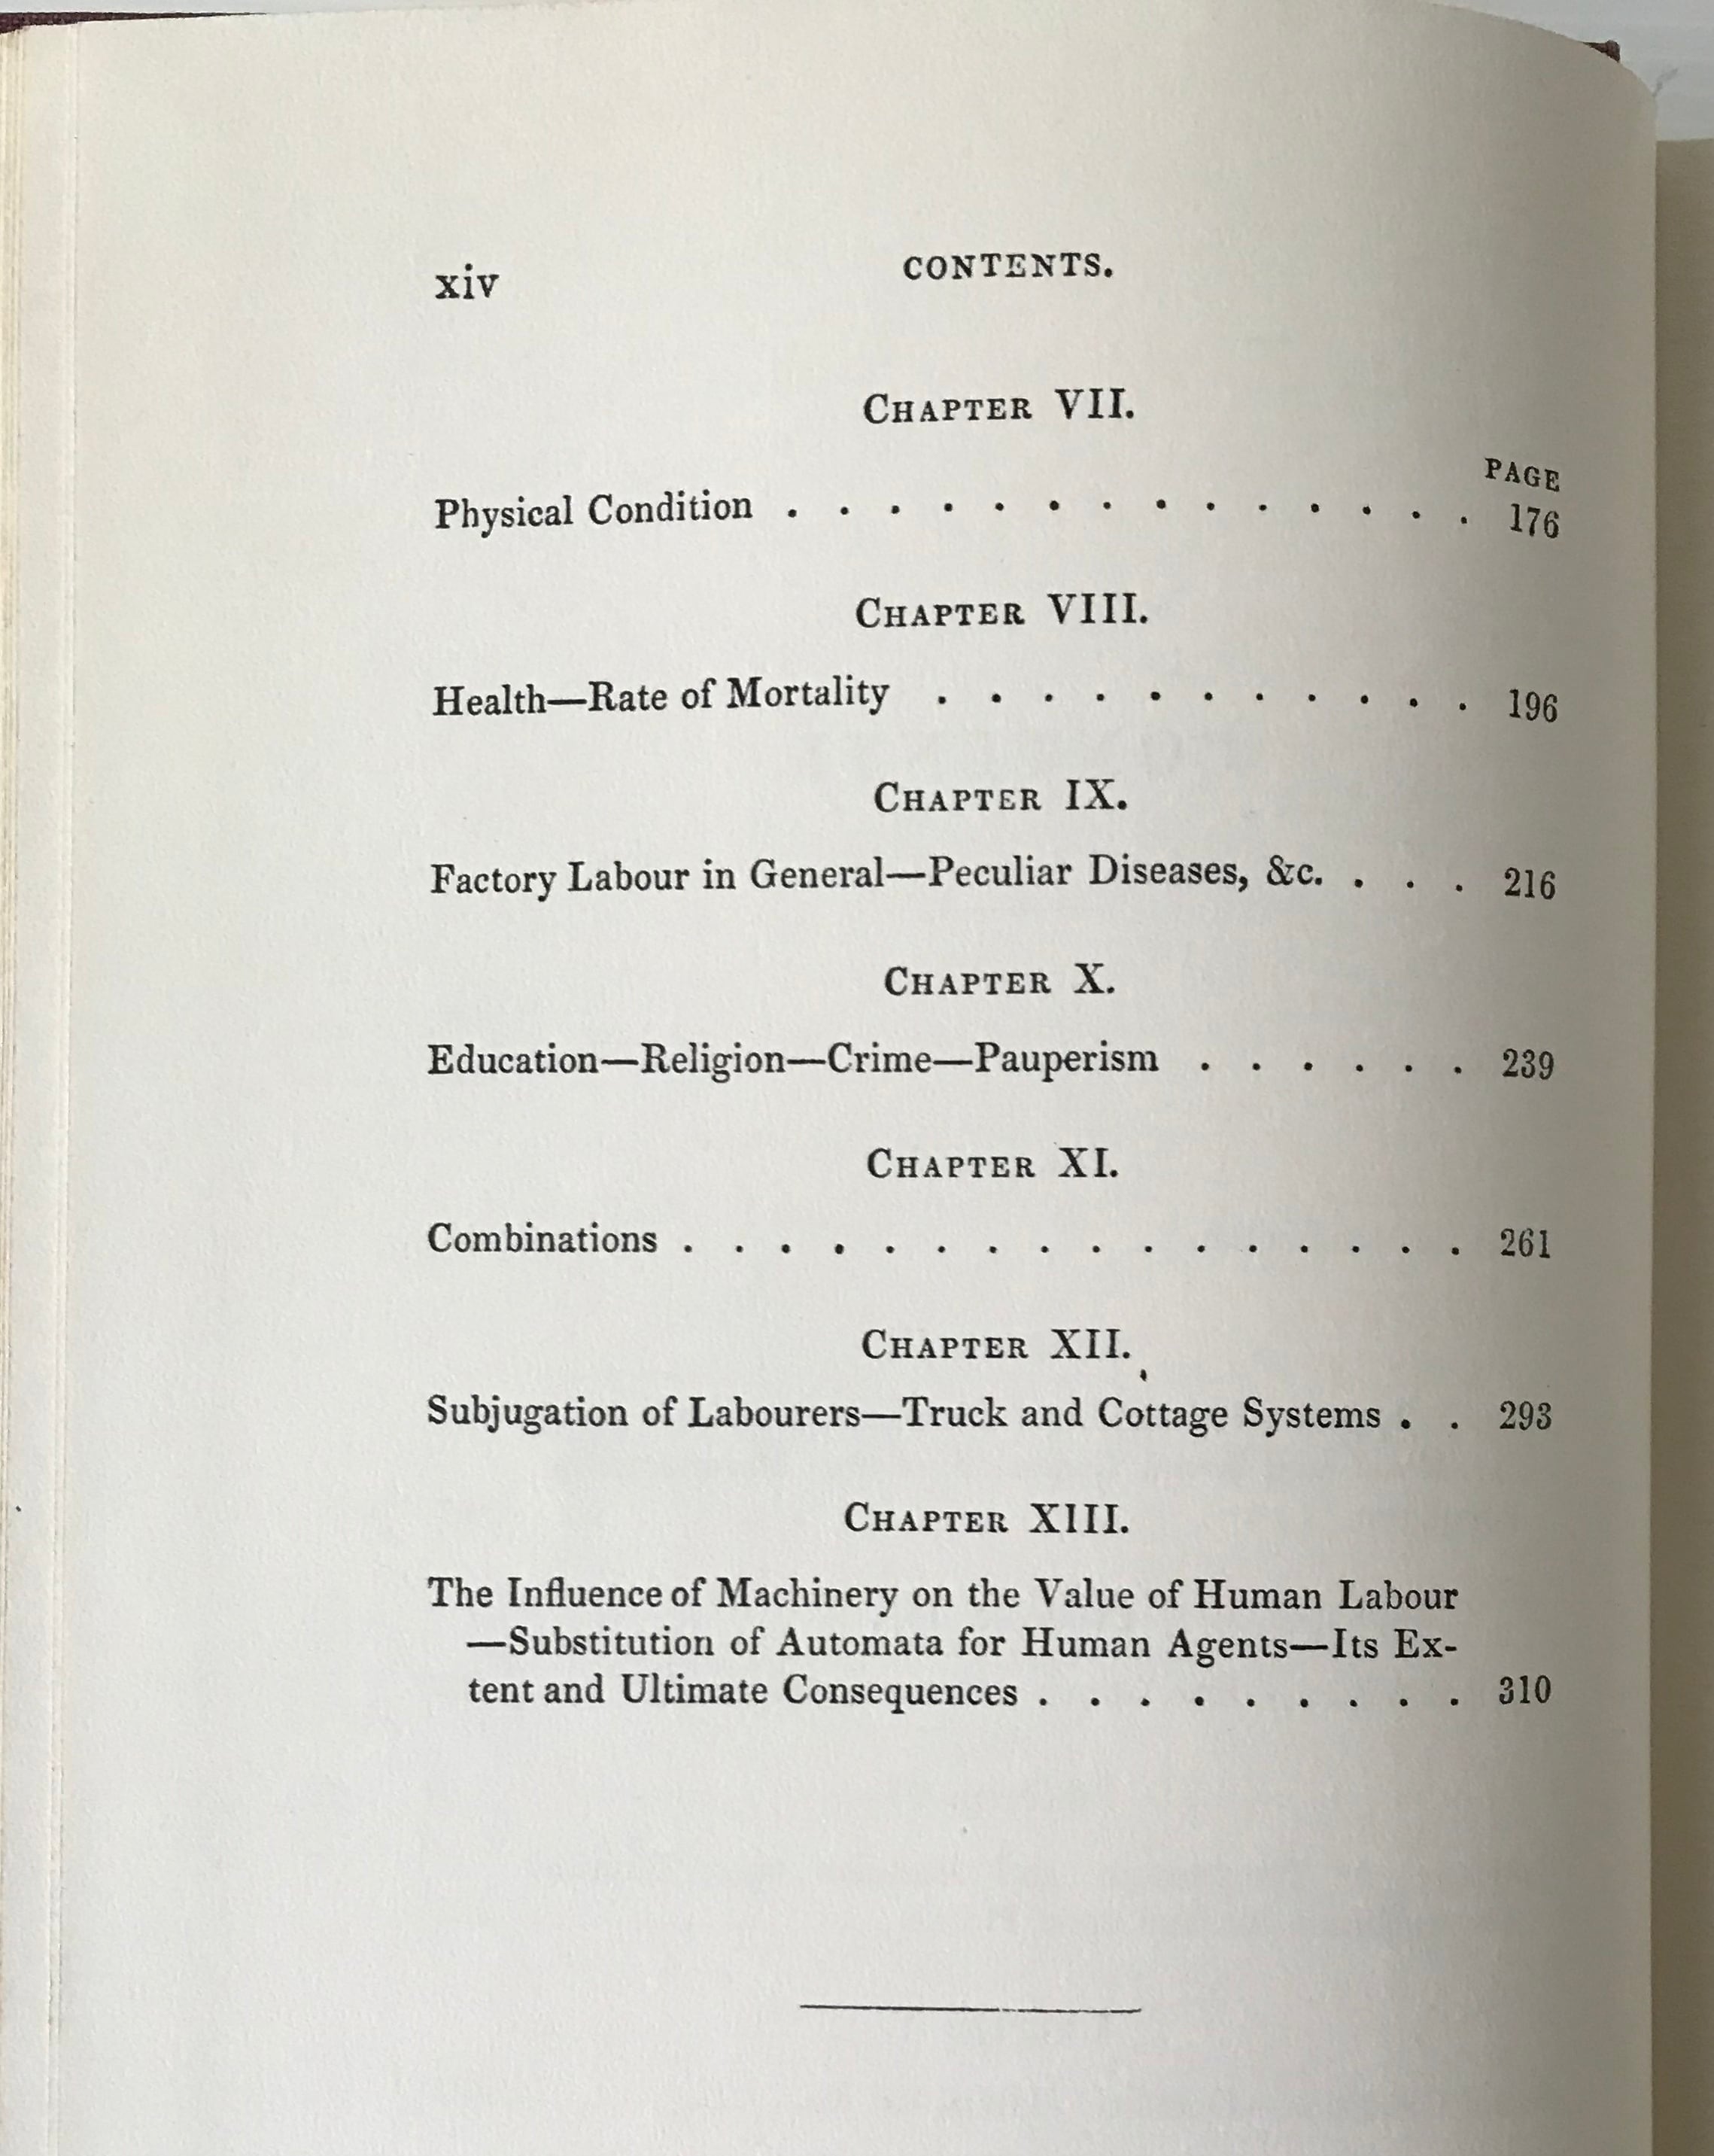 xiv CONTENTS.
CHAPTER VII.
PAGE
Physical Condition . . . . . . . . . . . . . . 176
CHAPTER VIII.
Health—Rate of Mortality . . . . . . . . . . . 196
CHAPTER IX.
Factory Labour in General—Peculiar Diseases, &c. . . . 216
CHAPTER X.
Education—Religion—Crime—Pauperism . . . . . . 239
CHAPTER XI.
Combinations . . . . . . . . . . . . . . . . 261
CHAPTER XII.
Subjugation of Labourers—Truck and Cottage Systems . . 293
CHAPTER XIII.
The Influence of Machinery on the Value of Human Labour
—Substitution of Automata for Human Agents—Its Ex-
tent and Ultimate Consequences . . . . . . . . . 310